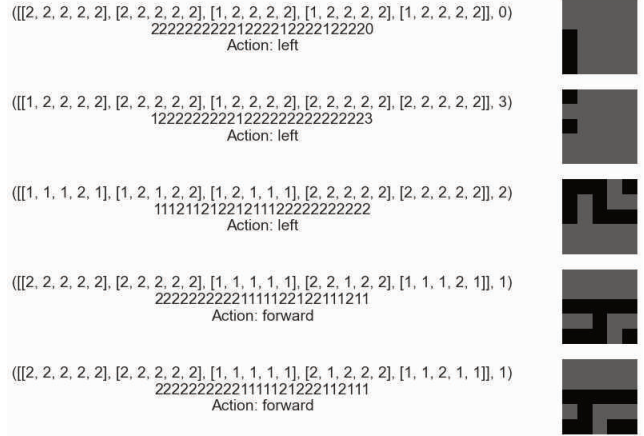 ([[2, 2, 2, 2, 2], [2, 2, 2, 2, 2], [1, 2, 2, 2, 2], [1, 2, 2, 2, 2], [1, 2, 2, 2, 2]], 0)
22222222221222212222122220
Action: left
([[1, 2, 2, 2, 2], [2, 2, 2, 2, 2], [1, 2, 2, 2, 2], [2, 2, 2, 2, 2], [2, 2, 2, 2, 2]], 3)
12222222221222222222222223
Action: left
([[1, 1, 1, 2, 1], [1, 2, 1, 2, 2], [1, 2, 1, 1, 1], [2, 2, 2, 2, 2], [2, 2, 2, 2, 2]], 2)
11121121221211122222222222
Action: left
([[2, 2, 2, 2, 2], [2, 2, 2, 2, 2], [1, 1, 1, 1, 1], [2, 2, 1, 2, 2], [1, 1, 1, 2, 1]], 1)
22222222221111122122111211
Action: forward
([[2, 2, 2, 2, 2], [2, 2, 2, 2, 2], [1, 1, 1, 1, 1], [2, 1, 2, 2, 2], [1, 1, 2, 1, 1]], 1)
22222222221111121222112111
Action: forward